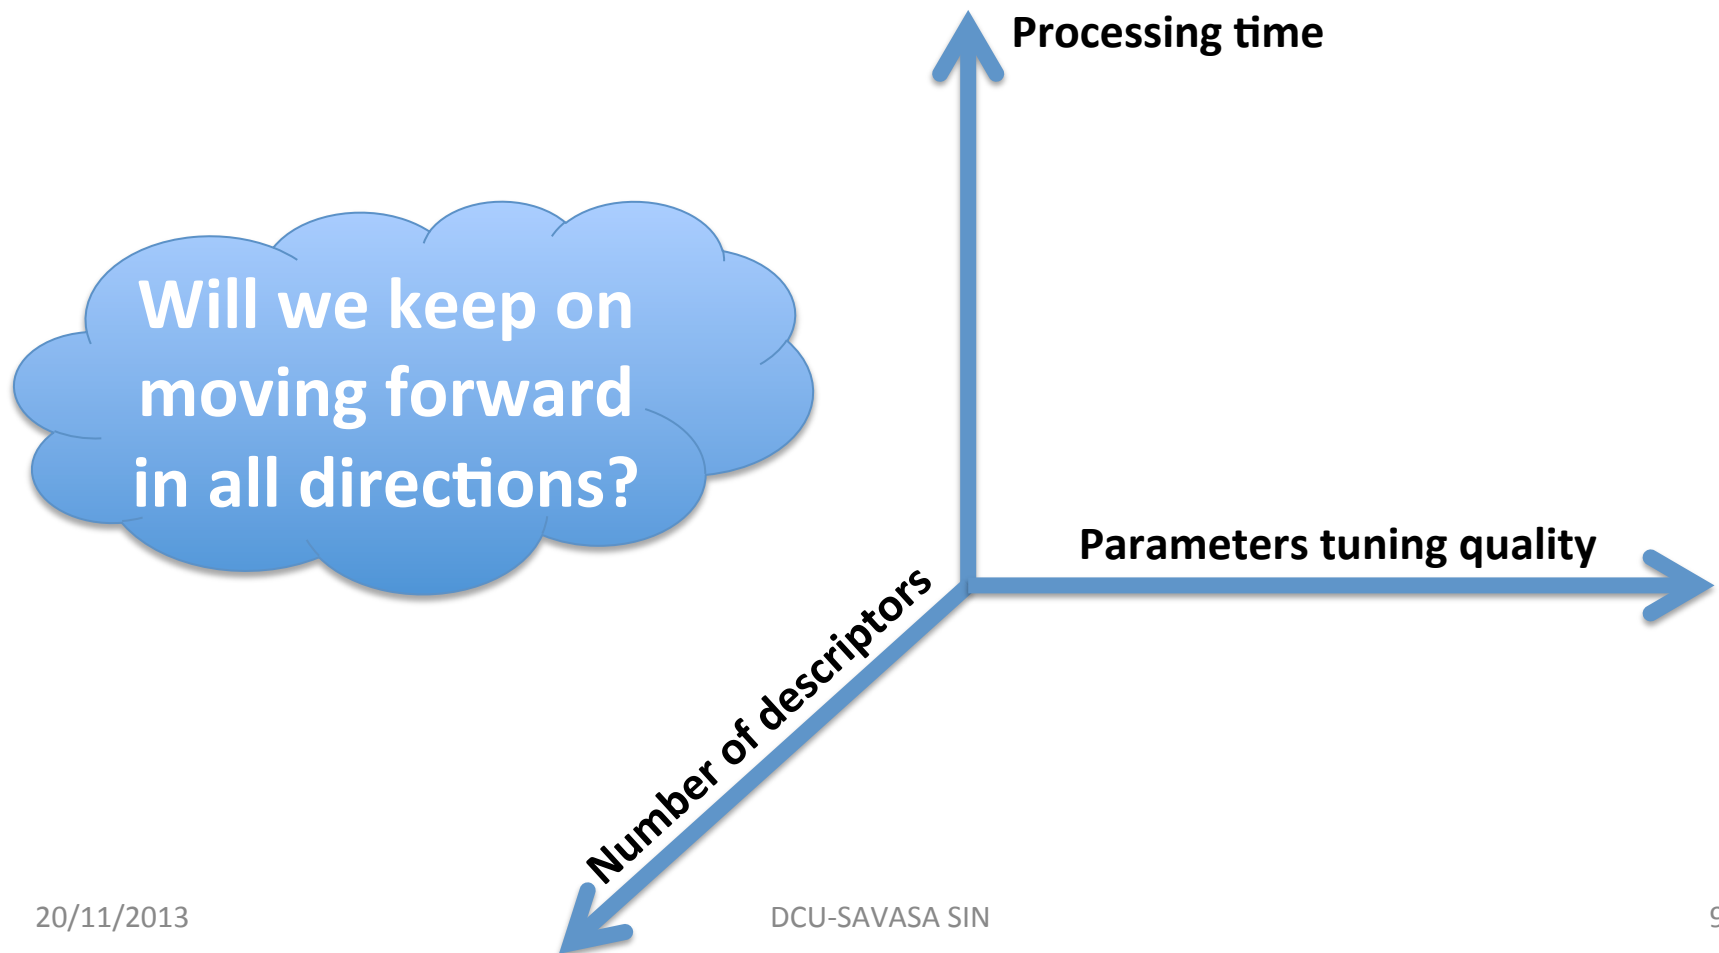 Processing time
Will we keep on
moving forward
in all directions?
Parameters tuning quality
Number of descriptors
20/11/2013
DCU-SAVASA SIN
9